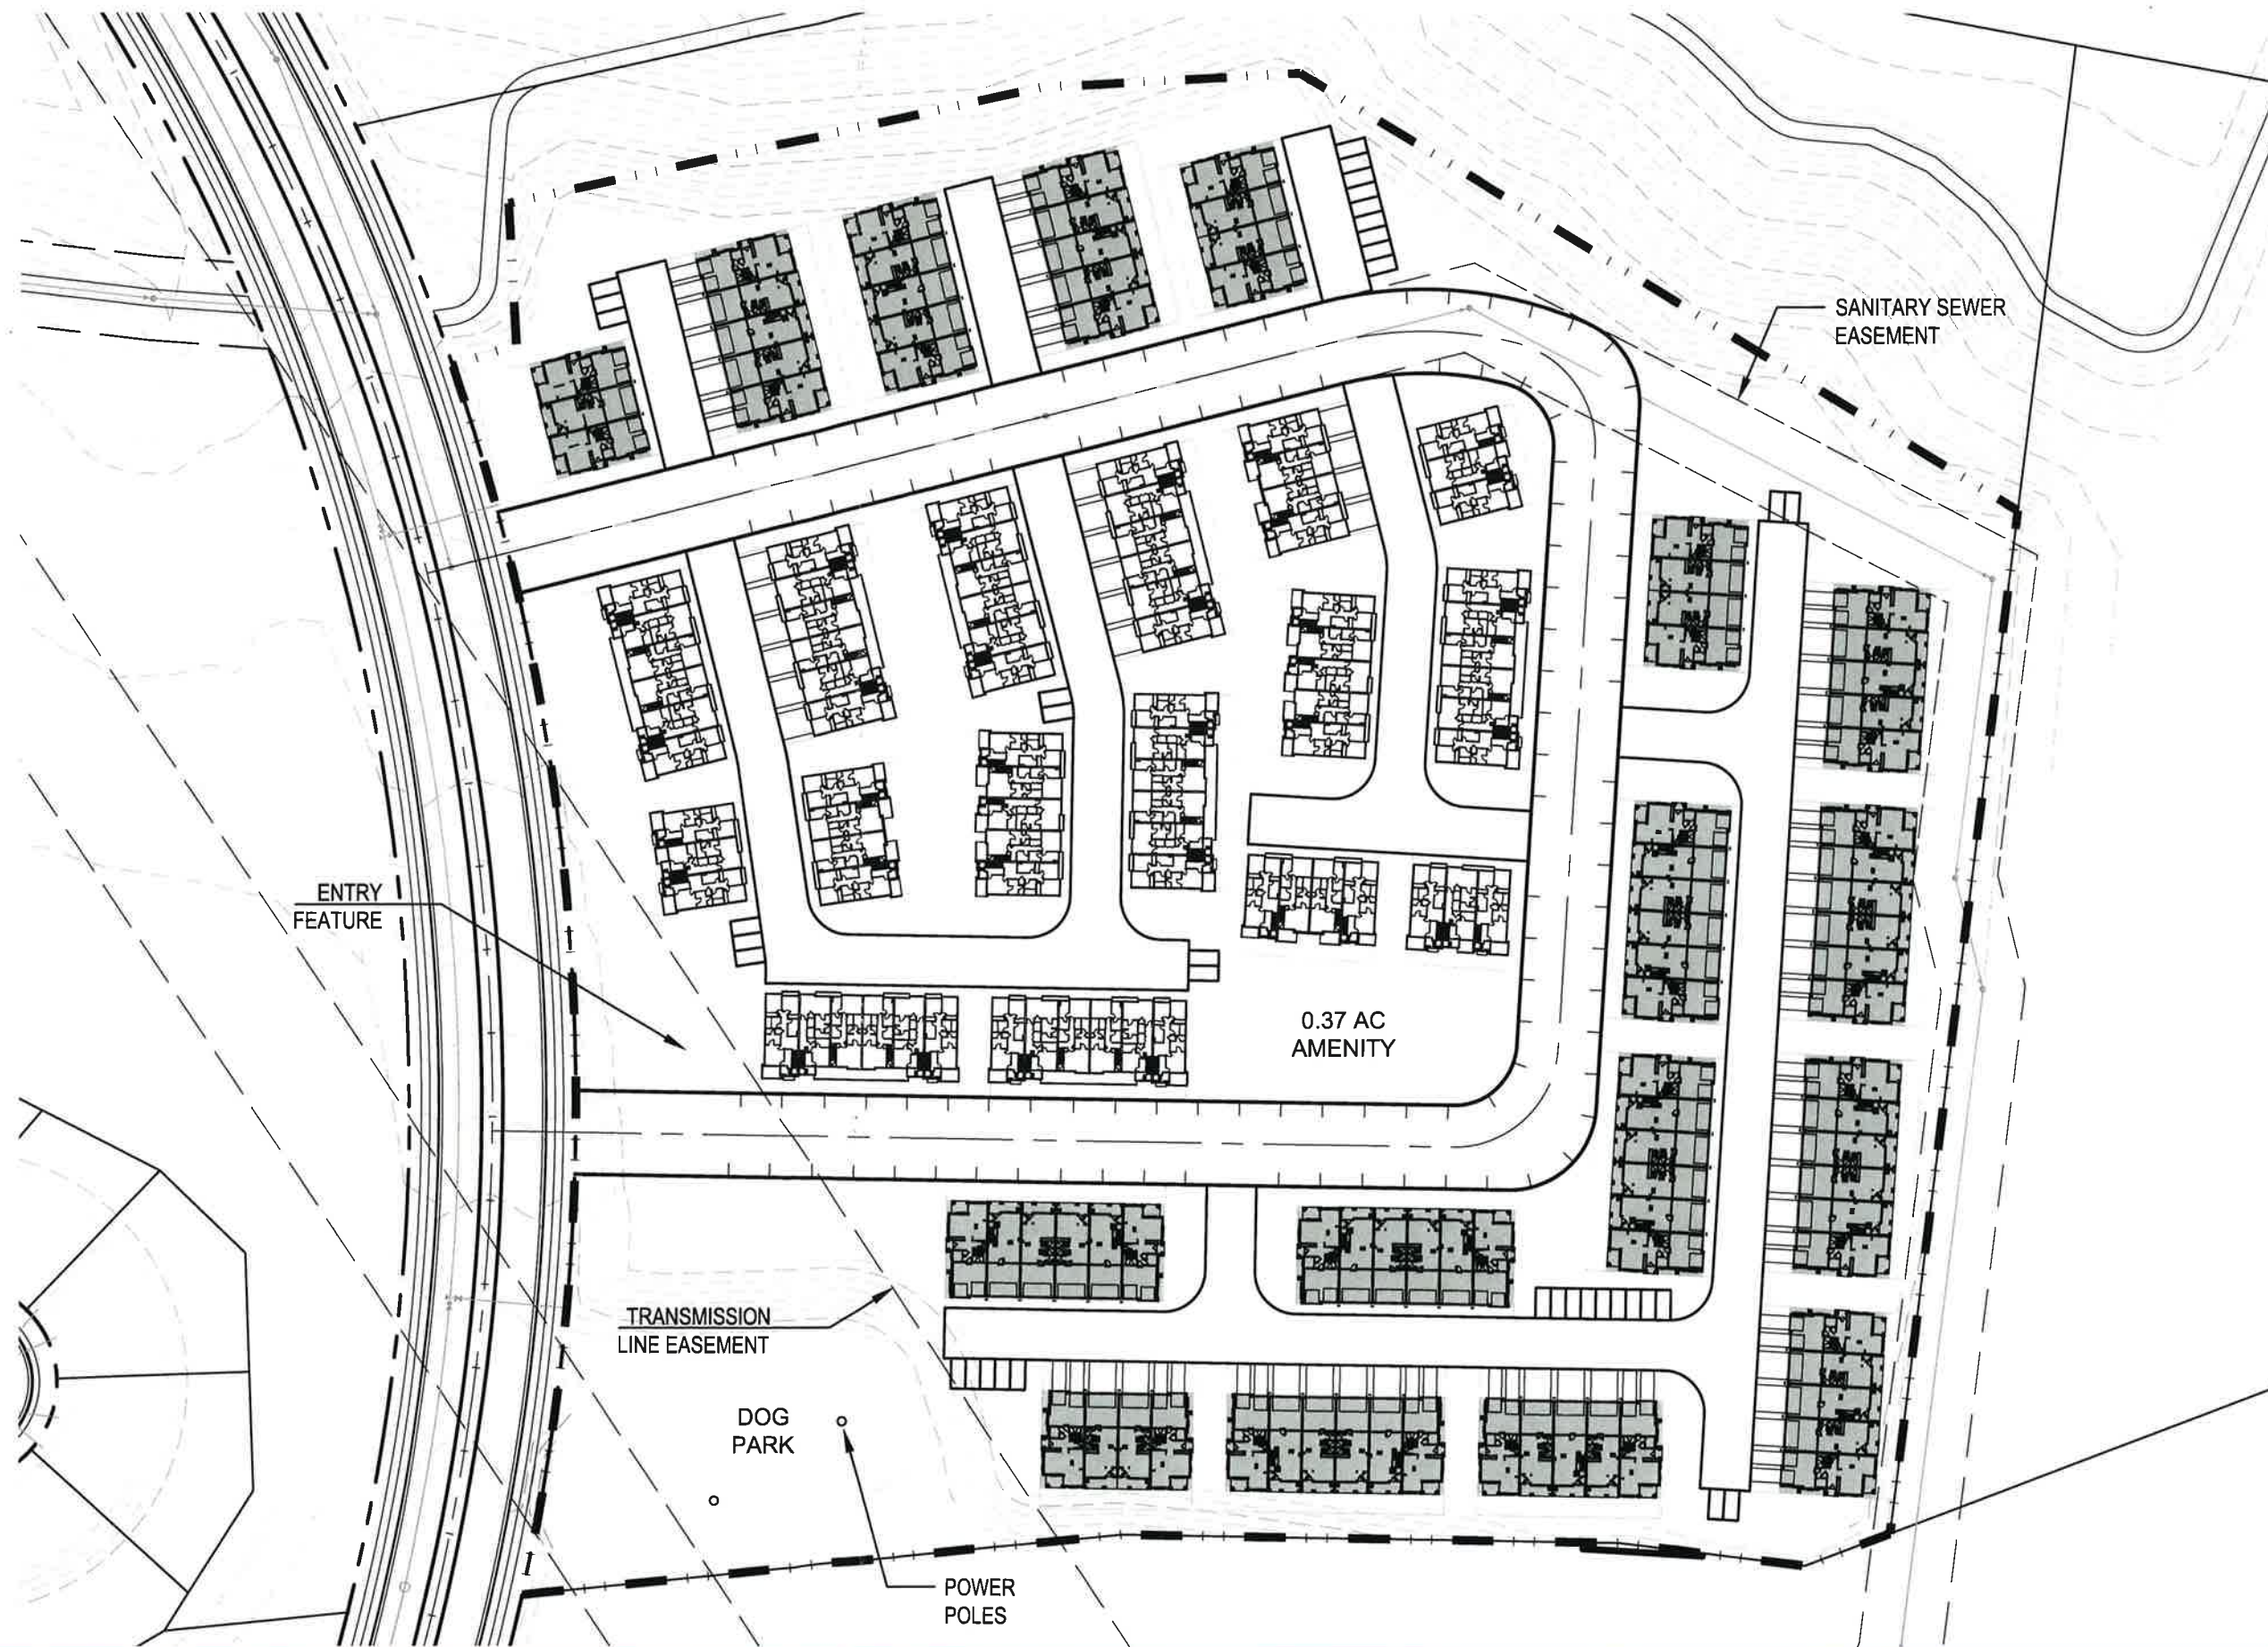 SANITARY SEWER
EASEMENT
ENTRY
FEATURE
0.37 AC
AMENITY
TRANSMISSION
LINE EASEMENT
DOG
PARK
POWER
POLES